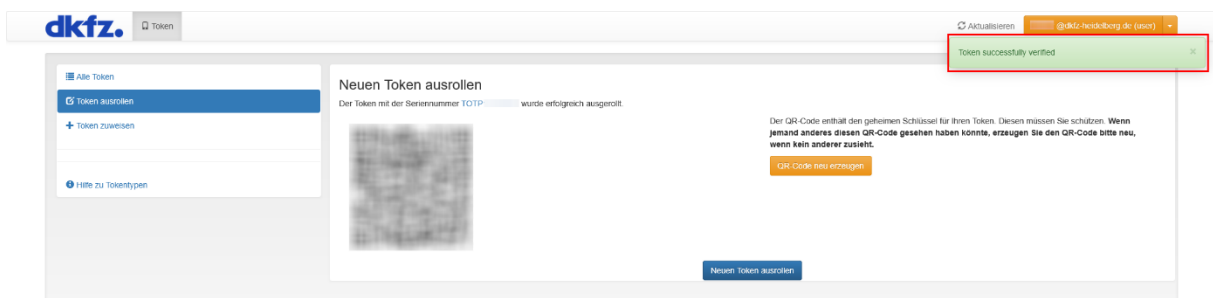 dkfz.
Token
Aktualisieren
@dkfz-heidelberg.de (user)
Token successfully verified
×
Alle Token
Token ausrollen
Token zuweisen
Hilfe zu Tokentypen
Neuen Token ausrollen
Der Token mit der Seriennummer TOTP wurde erfolgreich ausgerollt.
Der QR-Code enthält den geheimen Schlüssel für Ihren Token. Diesen müssen Sie schützen. Wenn
jemand anderes diesen QR-Code gesehen haben könnte, erzeugen Sie den QR-Code bitte neu,
wenn kein anderer zusieht.
QR-Code neu erzeugen
Neuen Token ausrollen